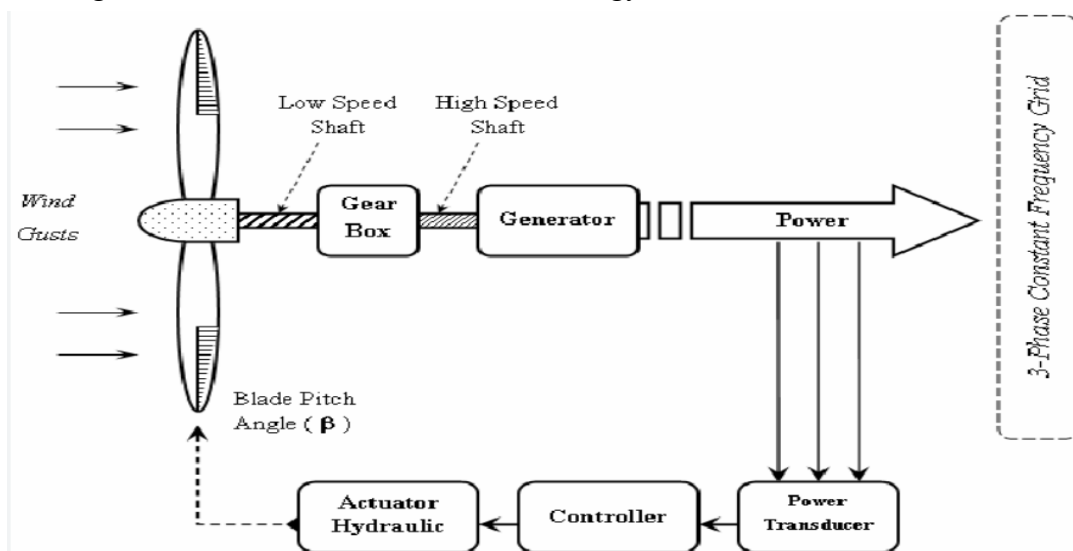 Low Speed
Shaft
High Speed
Shaft
Wind
Gusts
Gear
Box
Generator
Power
3-Phase Constant Frequency Grid
Blade Pitch
Angle ( β )
Actuator
Hydraulic
Controller
Power
Transducer